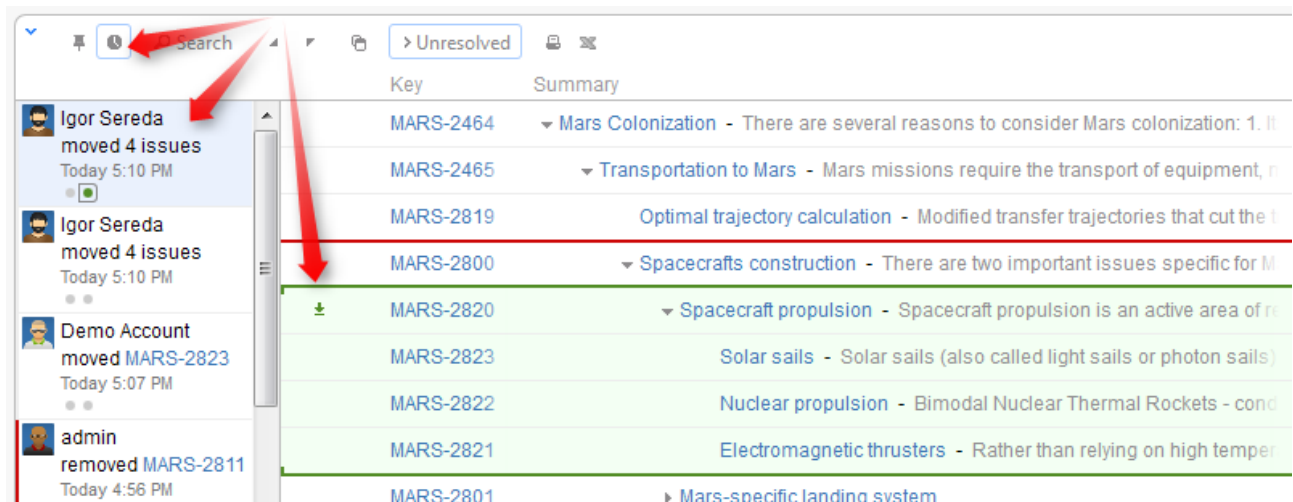 Search
> Unresolved
Key Summary
Igor Sereda
moved 4 issues
Today 5:10 PM
Igor Sereda
moved 4 issues
Today 5:10 PM
Demo Account
moved MARS-2823
Today 5:07 PM
admin
removed MARS-2811
Today 4:56 PM
MARS-2464 Mars Colonization - There are several reasons to consider Mars colonization: 1. It
MARS-2465 Transportation to Mars - Mars missions require the transport of equipment,
MARS-2819 Optimal trajectory calculation - Modified transfer trajectories that cut the
MARS-2800 Spacecrafts construction - There are two important issues specific for
MARS-2820 Spacecraft propulsion - Spacecraft propulsion is an active area of
MARS-2823 Solar sails - Solar sails (also called light sails or photon sails)
MARS-2822 Nuclear propulsion - Bimodal Nuclear Thermal Rockets - cond
MARS-2821 Electromagnetic thrusters - Rather than relying on high temper
MARS-2801 Mars-specific landing system